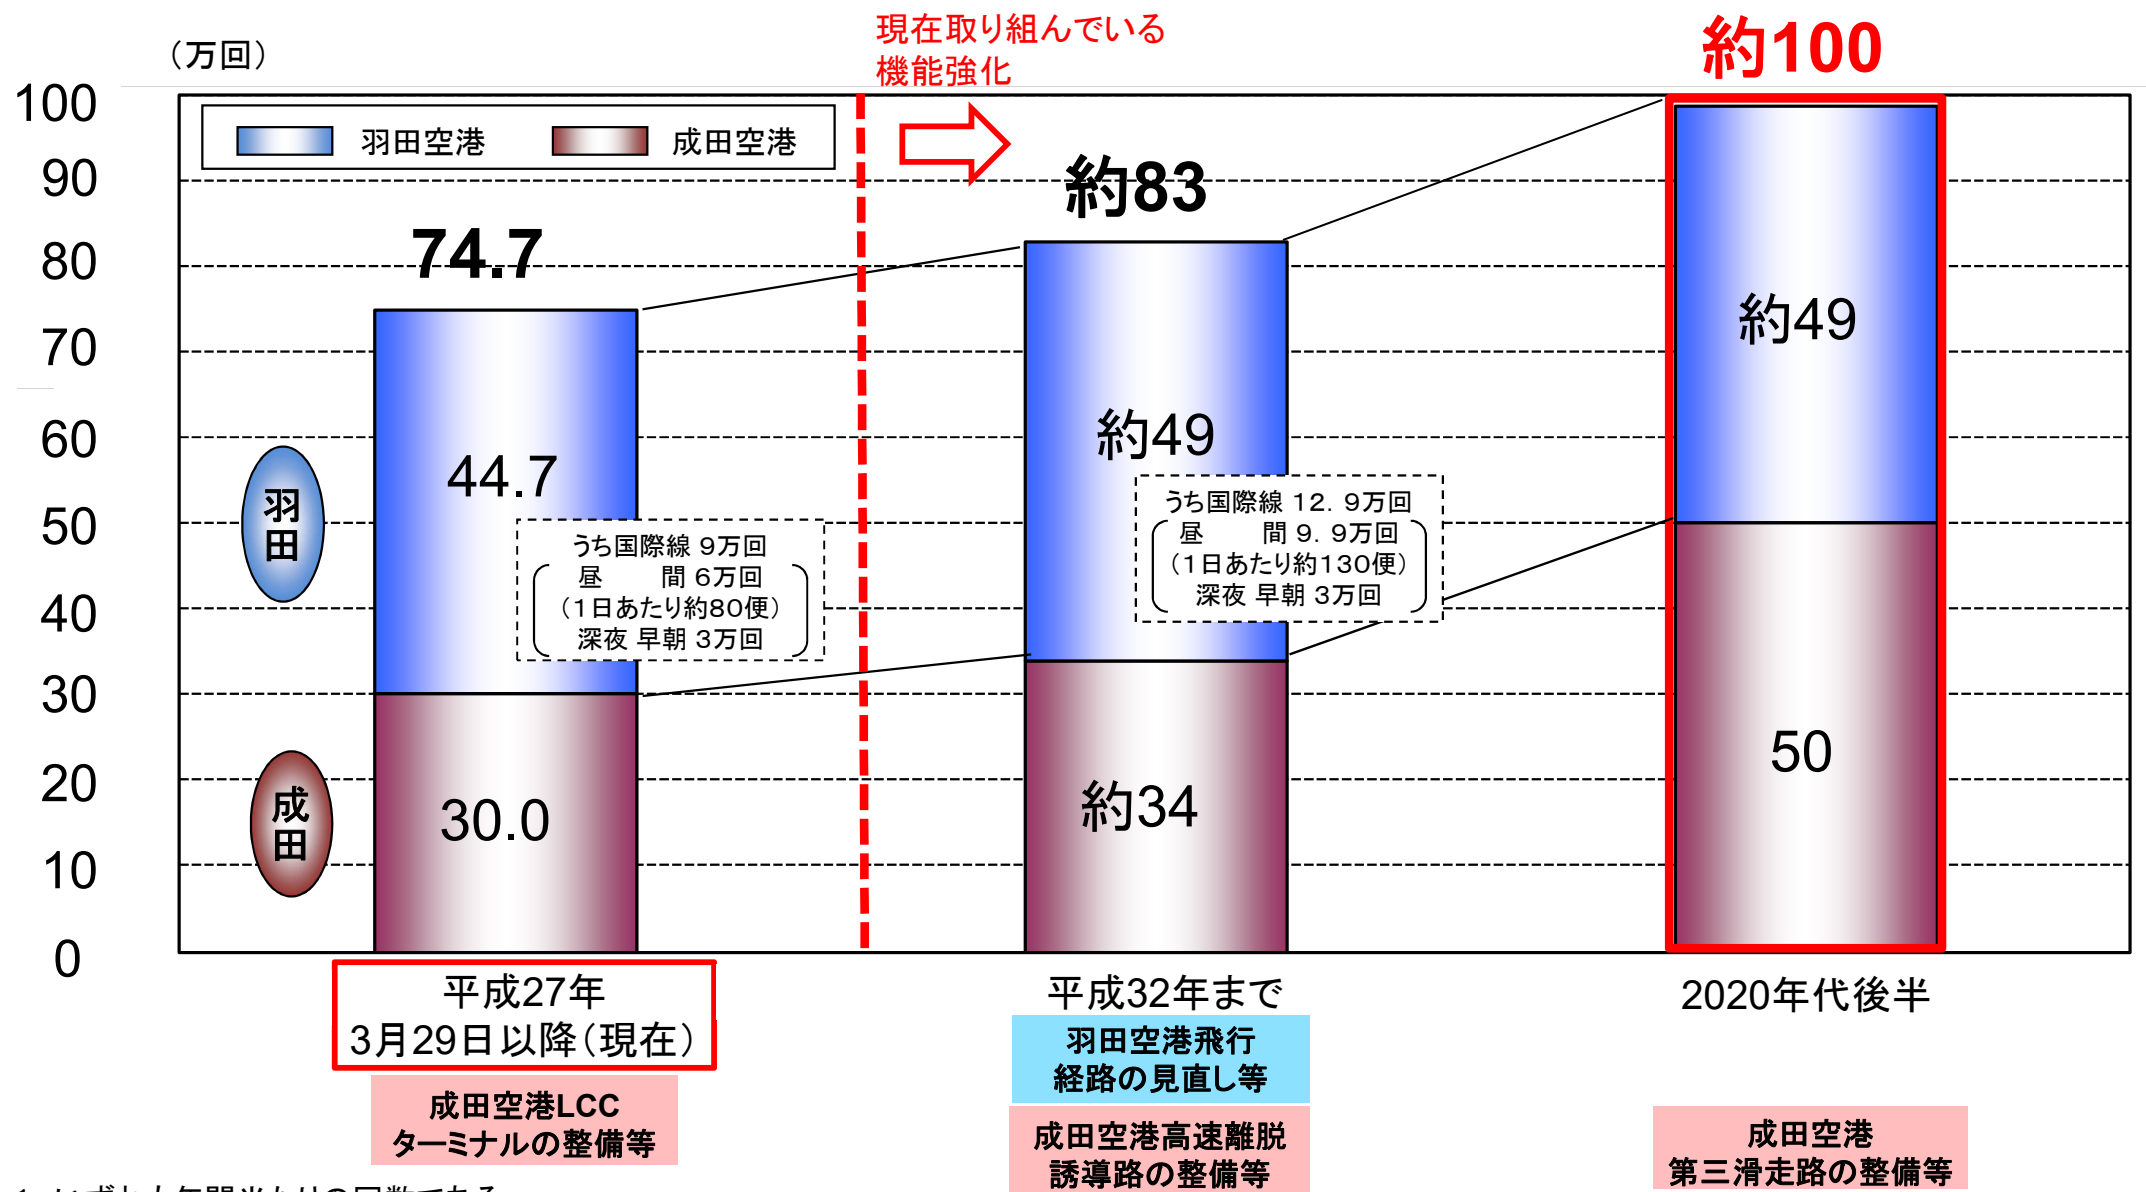 (万回)
現在取り組んでいる
機能強化
約100
100
90
80
70
60
50
40
30
20
10
0
羽田空港
成田空港
74.7
約83
羽田
成田
44.7
30.0
うち国際線 9万回
昼 間 6万回
(1日あたり約80便)
深夜 早朝 3万回
約49
約34
うち国際線 12.9万回
昼 間 9.9万回
(1日あたり約130便)
深夜 早朝 3万回
約49
50
平成27年
3月29日以降(現在)
成田空港LCC
ターミナルの整備等
平成32年まで
羽田空港飛行
経路の見直し等
成田空港高速離脱
誘導路の整備等
2020年代後半
成田空港
第三滑走路の整備等